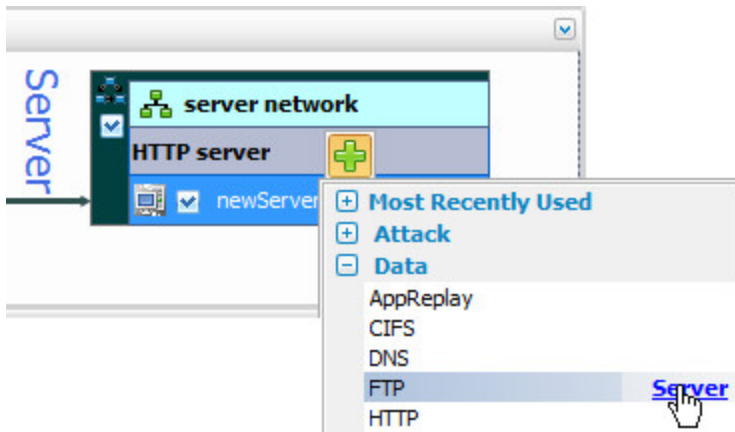 Server
server network
HTTP server
newServer
Most Recently Used
Attack
Data
AppReplay
CIFS
DNS
FTP Server
HTTP